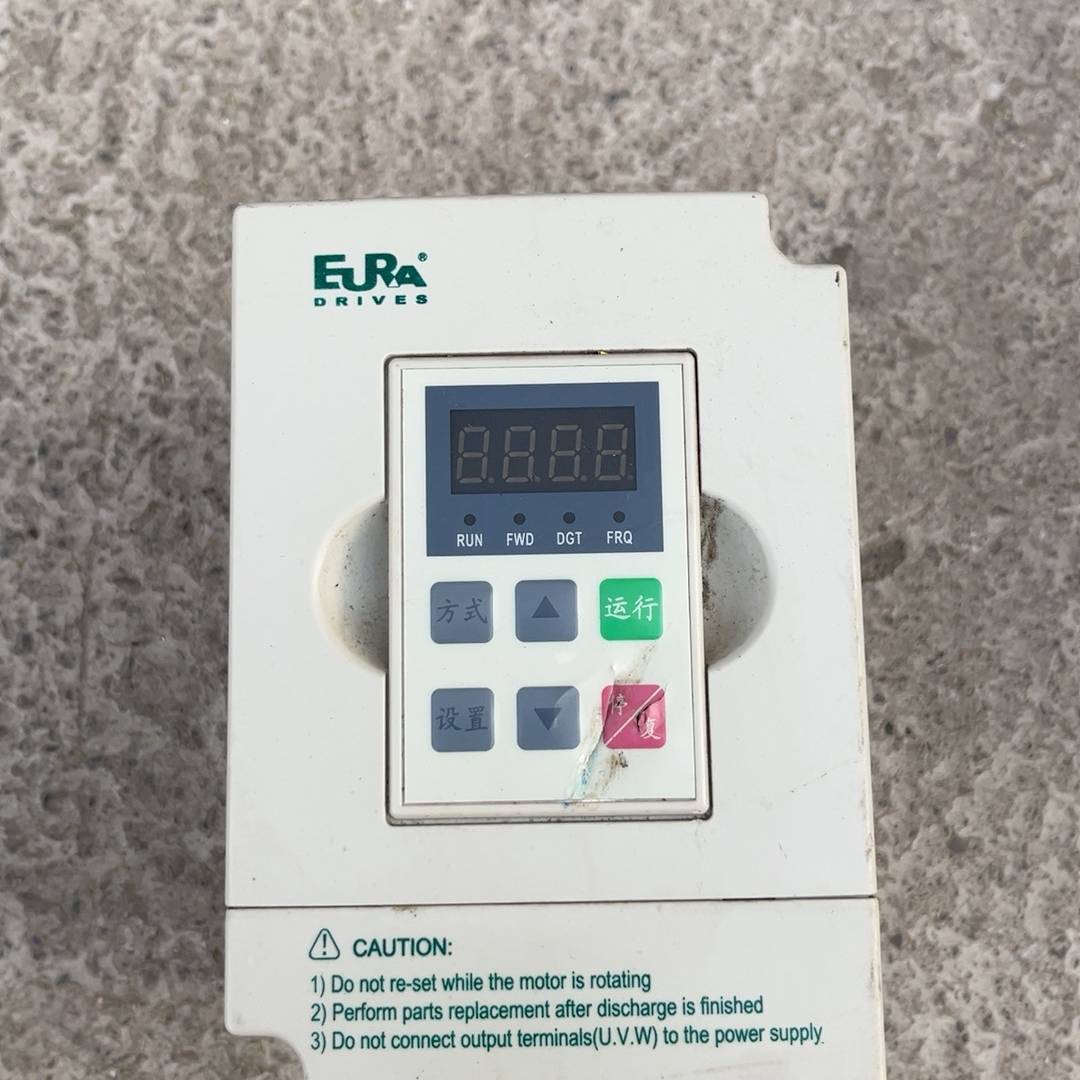 EURA®
DRIVES
RUN FWD DGT FRQ
方式 运行
设置 停/复
CAUTION:
1) Do not re-set while the motor is rotating
2) Perform parts replacement after discharge is finished
3) Do not connect output terminals(U.V.W) to the power supply.